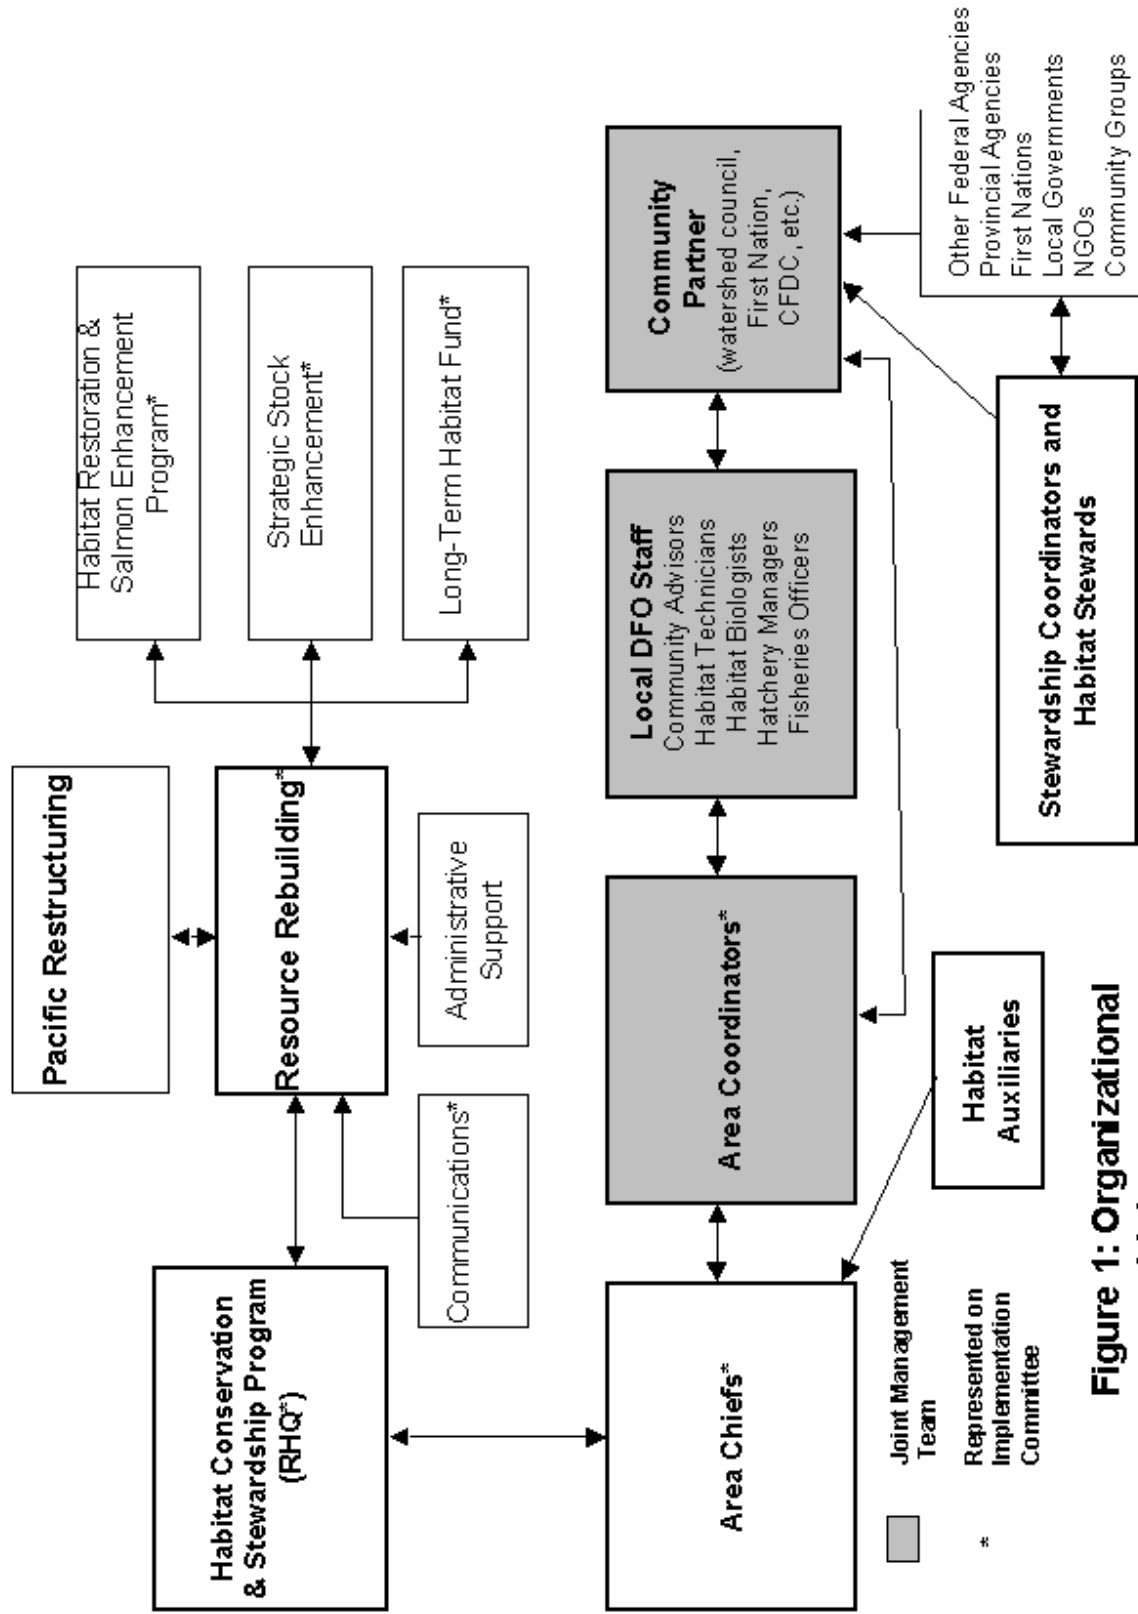 Pacific Restructuring
Habitat Conservation
& Stewardship Program
(RHQ*)
Resource Rebuilding*
Habitat Restoration &
Salmon Enhancement
Program*
Strategic Stock
Enhancement*
Long-Term Habitat Fund*
Communications*
Administrative
Support
Area Chiefs*
Area Coordinators*
Local DFO Staff
Community Advisors
Habitat Technicians
Habitat Biologists
Hatchery Managers
Fisheries Officers
Community
Partner
(watershed council,
First Nation,
CFDC, etc.)
Joint Management
Team
*
Represented on
Implementation
Committee
Habitat
Auxiliaries
Stewardship Coordinators and
Habitat Stewards
Other Federal Agencies
Provincial Agencies
First Nations
Local Governments
NGOs
Community Groups
Figure 1: Organizational